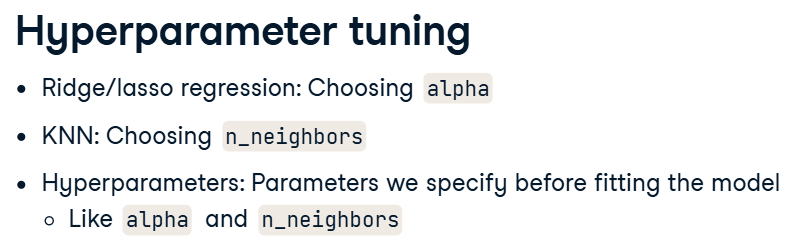 Hyperparameter tuning
• Ridge/lasso regression: Choosing alpha
• KNN: Choosing n_neighbors
• Hyperparameters: Parameters we specify before fitting the model
○ Like alpha and n_neighbors